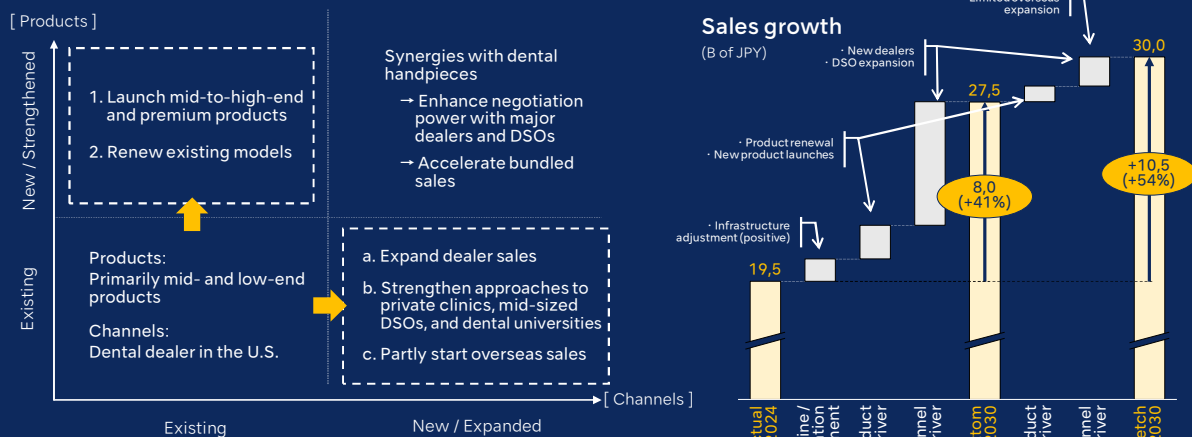 [ Products ]
New / Strengthened
Existing
1. Launch mid-to-high-end
and premium products
2. Renew existing models
Synergies with dental
handpieces
→ Enhance negotiation
power with major
dealers and DSOs
→ Accelerate bundled
sales
Products:
Primarily mid- and low-end
products
Channels:
Dental dealer in the U.S.
a. Expand dealer sales
b. Strengthen approaches to
private clinics, mid-sized
DSOs, and dental universities
c. Partly start overseas sales
[ Channels ]
Existing
New / Expanded
Sales growth
(B of JPY)
expansion
· New dealers
· DSO expansion
· Product renewal
· New product launches
· Infrastructure
adjustment (positive)
19,5
27,5
30,0
8,0
(+41%)
+10,5
(+54%)
2024
2030
2030